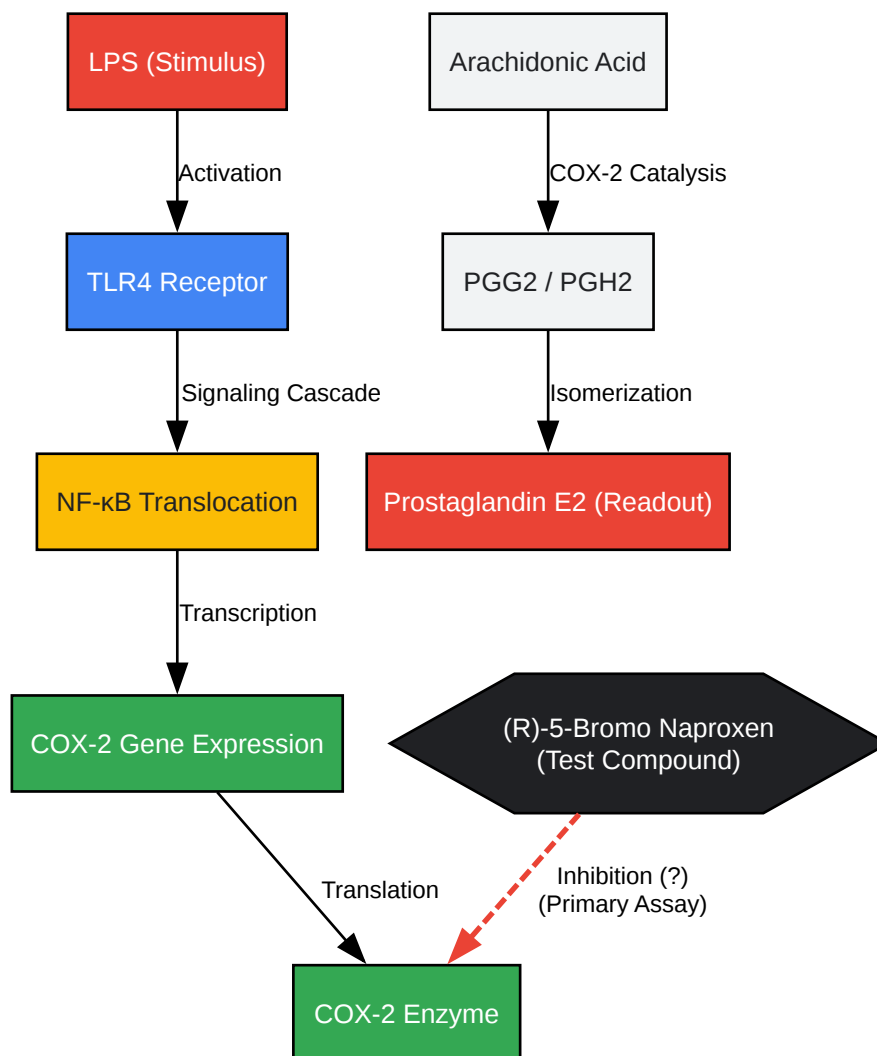 LPS (Stimulus)
Arachidonic Acid
Activation
COX-2 Catalysis
TLR4 Receptor
PGG2 / PGH2
Signaling Cascade
Isomerization
NF-κB Translocation
Prostaglandin E2 (Readout)
Transcription
COX-2 Gene Expression
(R)-5-Bromo Naproxen
(Test Compound)
Translation
Inhibition (?)
(Primary Assay)
COX-2 Enzyme